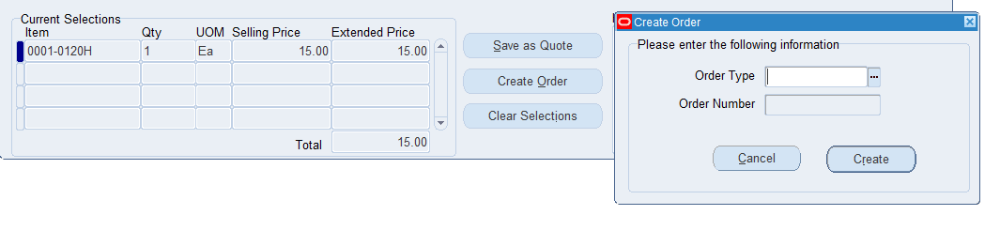 Current Selections
Item Qty UOM Selling Price Extended Price
0001-0120H 1 Ea 15.00 15.00
Total 15.00
Save as Quote
Create Order
Clear Selections
Create Order
Please enter the following information
Order Type ...
Order Number
Cancel Create